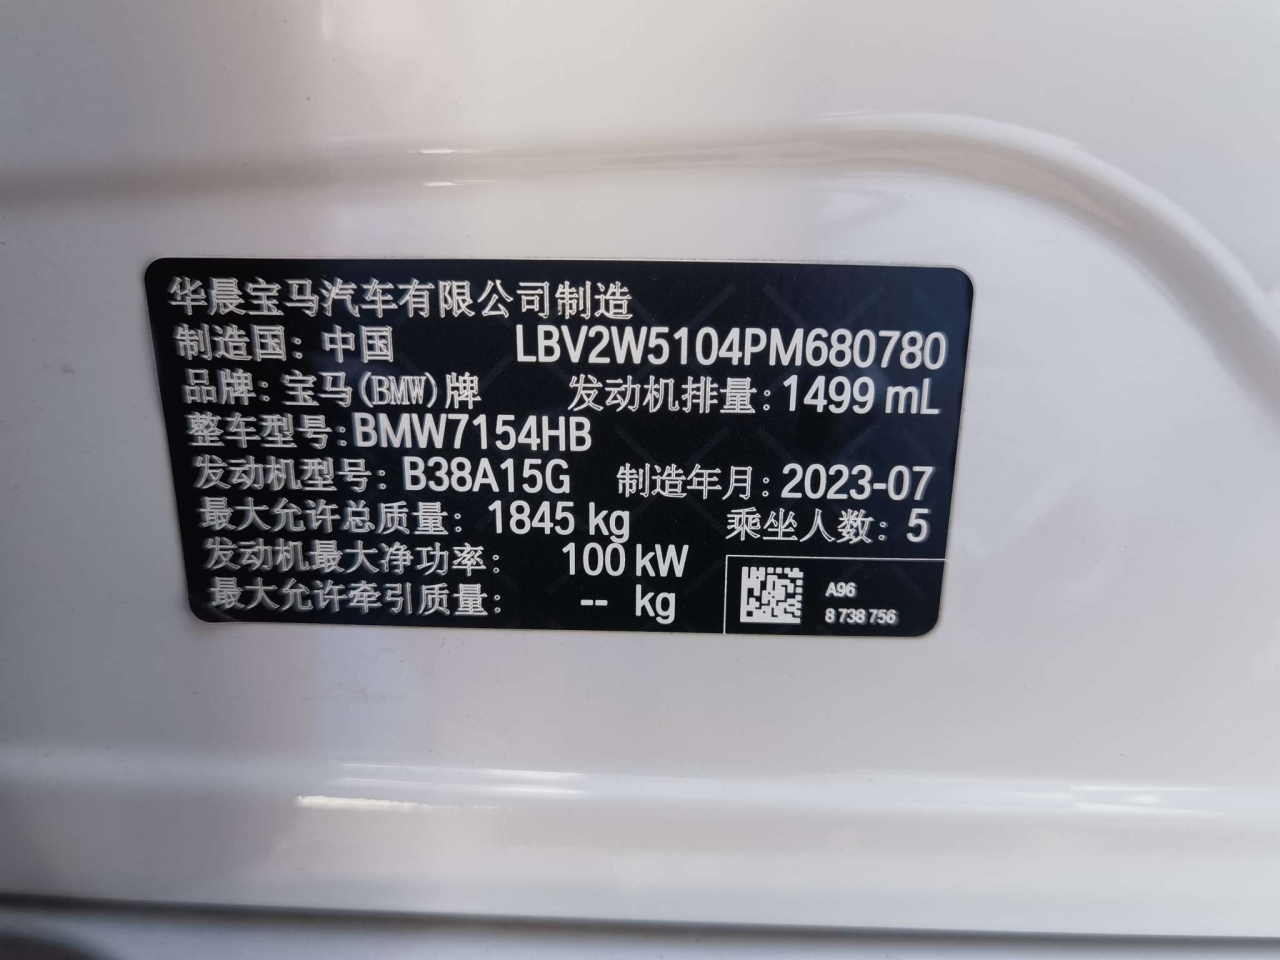 华晨宝马汽车有限公司制造
制造国：中国 LBV2W5104PM680780
品牌：宝马(BMW)牌 发动机排量：1499 mL
整车型号：BMW7154HB
发动机型号：B38A15G 制造年月：2023-07
最大允许总质量：1845 kg 乘坐人数：5
发动机最大净功率：100 kW
最大允许牵引质量：-- kg
A96
8 738 756